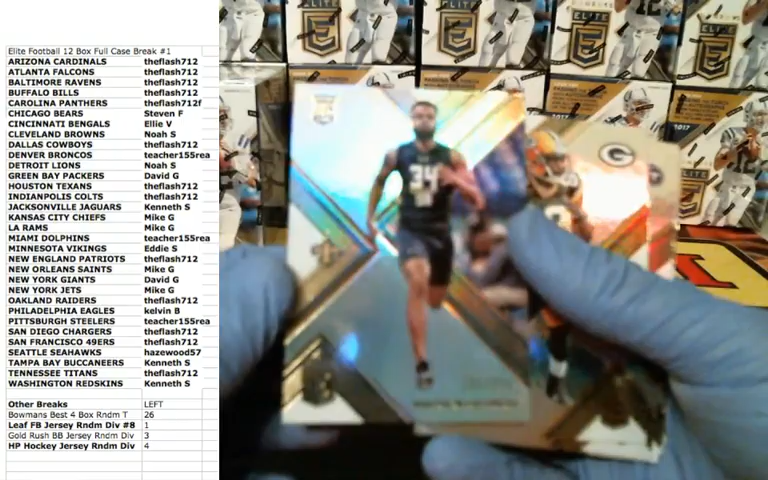 Elite Football 12 Box Full Case Break #1
ARIZONA CARDINALS theflash712
ATLANTA FALCONS theflash712
BALTIMORE RAVENS theflash712
BUFFALO BILLS theflash712
CAROLINA PANTHERS theflash712f
CHICAGO BEARS Steven F
CINCINNATI BENGALS Ellie V
CLEVELAND BROWNS Noah S
DALLAS COWBOYS theflash712
DENVER BRONCOS teacher155rea
DETROIT LIONS Noah S
GREEN BAY PACKERS David G
HOUSTON TEXANS theflash712
INDIANPOLIS COLTS theflash712
JACKSONVILLE JAGUARS Kenneth S
KANSAS CITY CHIEFS Mike G
LA RAMS Mike G
MIAMI DOLPHINS teacher155rea
MINNESOTA VIKINGS Eddie S
NEW ENGLAND PATRIOTS theflash712
NEW ORLEANS SAINTS Mike G
NEW YORK GIANTS David G
NEW YORK JETS Mike G
OAKLAND RAIDERS theflash712
PHILADELPHIA EAGLES kelvin B
PITTSBURGH STEELERS teacher155rea
SAN DIEGO CHARGERS theflash712
SAN FRANCISCO 49ERS theflash712
SEATTLE SEAHAWKS hazewood57
TAMPA BAY BUCCANEERS Kenneth S
TENNESSEE TITANS theflash712
WASHINGTON REDSKINS Kenneth S
Other Breaks LEFT
Bowmans Best 4 Box Rndm T 26
Leaf FB Jersey Rndm Div #8 1
Gold Rush BB Jersey Rndm Div 3
HP Hockey Jersey Rndm Div 4
ELITE
ELITE
34
G
2017